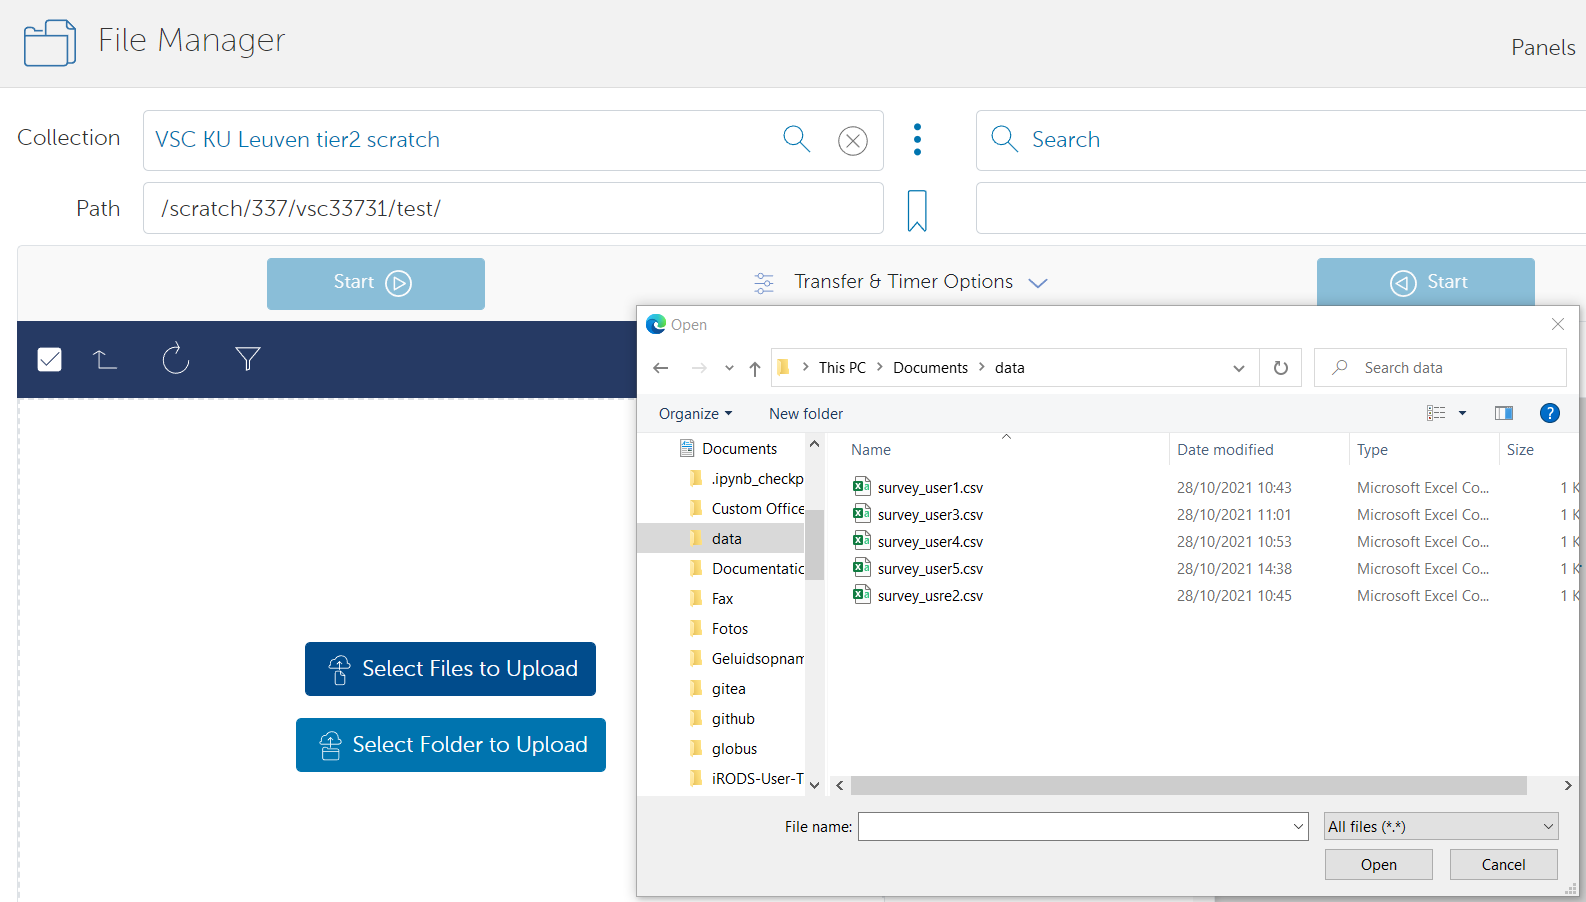 File Manager
Panels
Collection
VSC KU Leuven tier2 scratch
Search
Path
/scratch/337/vsc33731/test/
Start
Transfer & Timer Options
Start
Select Files to Upload
Select Folder to Upload
Open
This PC > Documents > data
Search data
Organize
New folder
?
Documents
.ipynb_checkp
Custom Office
data
Documentatic
Fax
Fotos
Geluidsopnam
gitea
github
globus
iRODS-User-T
Name Date modified Type Size
survey_user1.csv 28/10/2021 10:43 Microsoft Excel Co... 1 K
survey_user3.csv 28/10/2021 11:01 Microsoft Excel Co... 1 K
survey_user4.csv 28/10/2021 10:53 Microsoft Excel Co... 1 K
survey_user5.csv 28/10/2021 14:38 Microsoft Excel Co... 1 K
survey_usre2.csv 28/10/2021 10:45 Microsoft Excel Co... 1 K
File name:
All files (*.*)
Open
Cancel